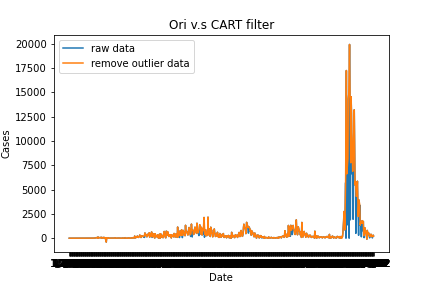 Ori v.s CART filter
raw data
remove outlier data
20000
17500
15000
12500
10000
7500
5000
2500
0
Cases
Date